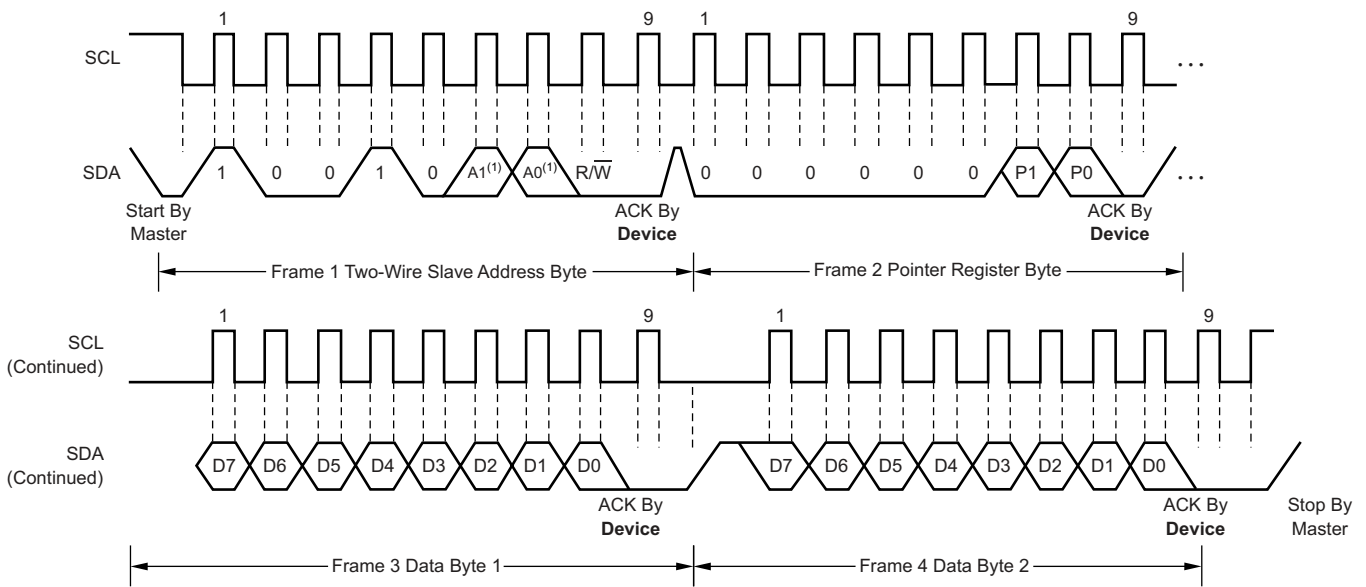 1 9 1 9
SCL ...
SDA 1 0 0 1 0 A1(1) A0(1) R/W̅ 0 0 0 0 0 0 P1 P0 ...
Start By Master
ACK By Device
ACK By Device
Frame 1 Two-Wire Slave Address Byte
Frame 2 Pointer Register Byte
1 9 1 9
SCL (Continued)
SDA (Continued)
D7 D6 D5 D4 D3 D2 D1 D0 D7 D6 D5 D4 D3 D2 D1 D0
ACK By Device
ACK By Device
Stop By Master
Frame 3 Data Byte 1
Frame 4 Data Byte 2